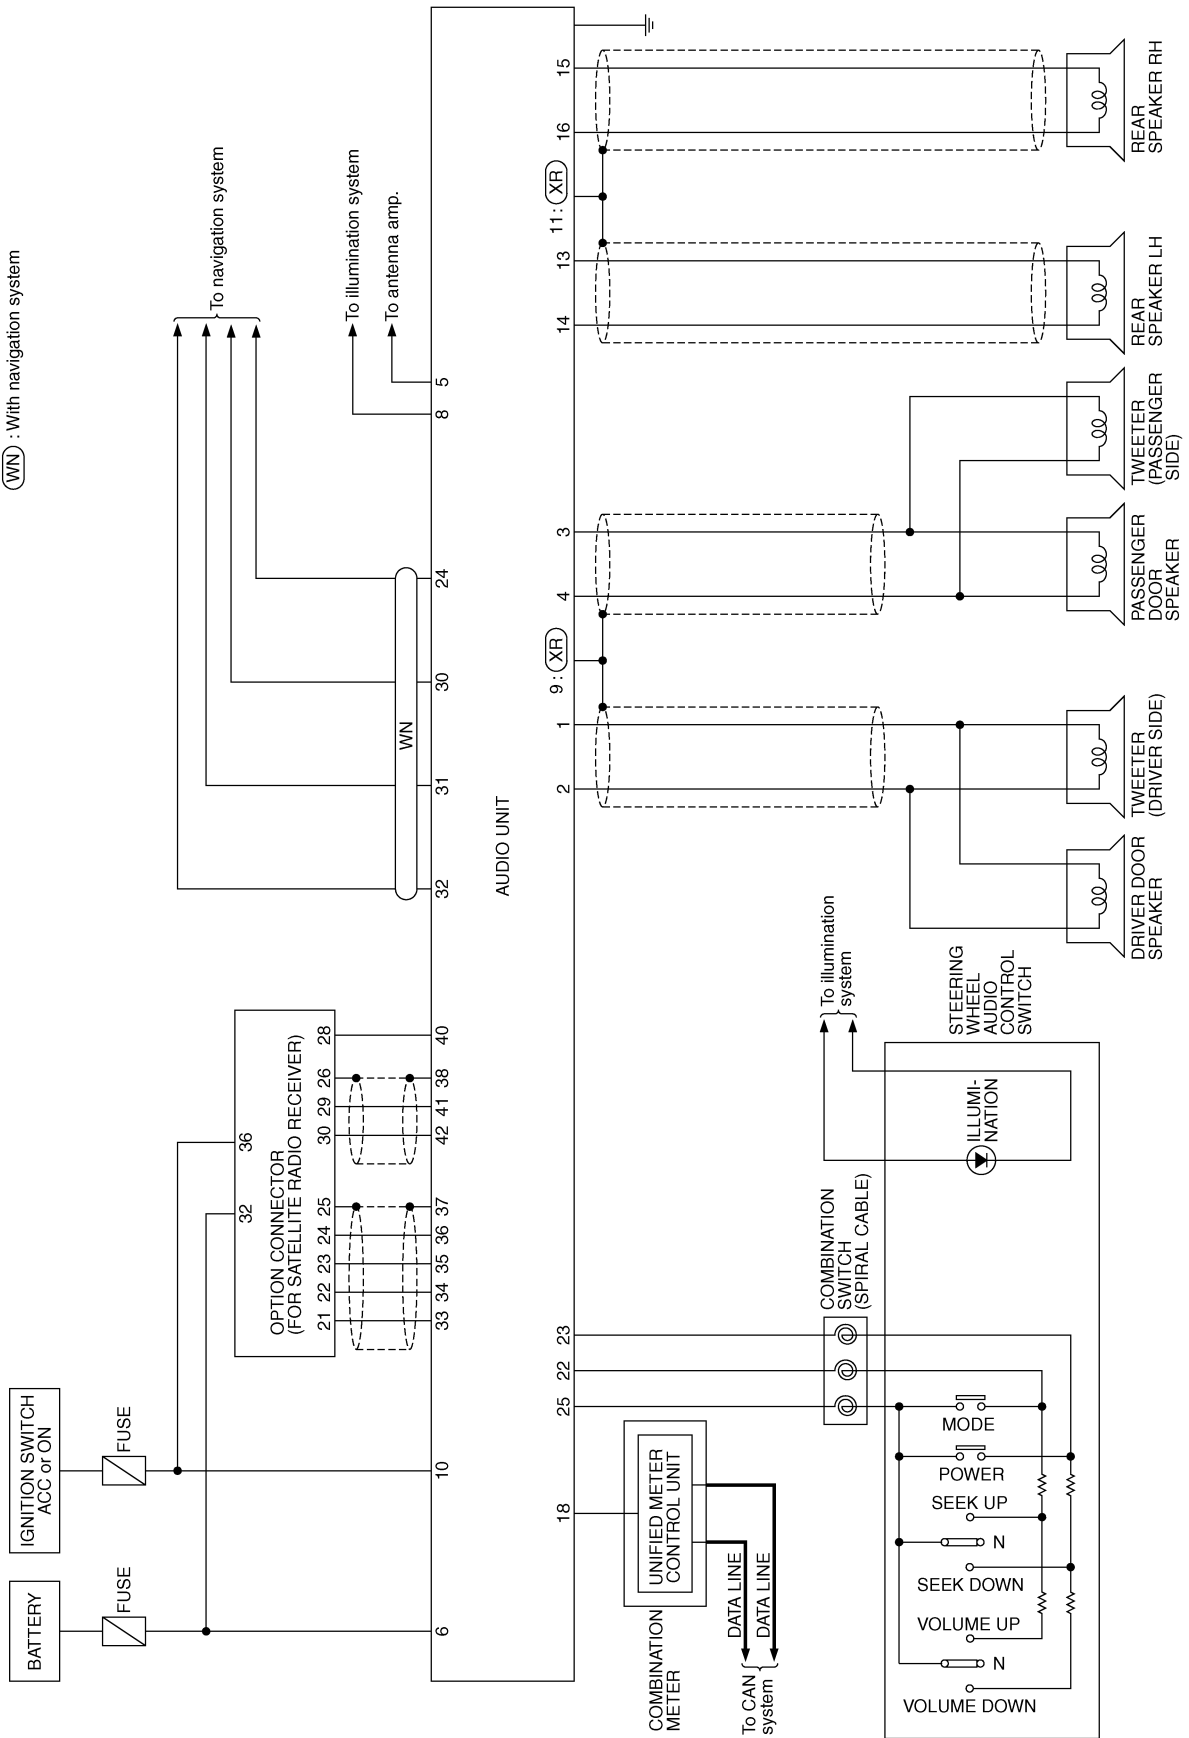 WN : With navigation system
BATTERY
IGNITION SWITCH
ACC or ON
FUSE
FUSE
To navigation system
To illumination system
To antenna amp.
32
36
OPTION CONNECTOR
(FOR SATELLITE RADIO RECEIVER)
21
22
23
24
25
30
29
26
28
WN
6
10
33
34
35
36
37
42
41
38
40
32
31
30
24
8
5
AUDIO UNIT
18
25
22
23
2
1
9 : XR
4
3
14
13
11 : XR
16
15
COMBINATION
METER
UNIFIED METER
CONTROL UNIT
DATA LINE
DATA LINE
To CAN
system
COMBINATION
SWITCH
(SPIRAL CABLE)
To illumination
system
STEERING
WHEEL
AUDIO
CONTROL
SWITCH
ILLUMI-
NATION
MODE
POWER
SEEK UP
N
SEEK DOWN
VOLUME UP
N
VOLUME DOWN
DRIVER DOOR
SPEAKER
TWEETER
(DRIVER SIDE)
PASSENGER
DOOR
SPEAKER
TWEETER
(PASSENGER
SIDE)
REAR
SPEAKER LH
REAR
SPEAKER RH